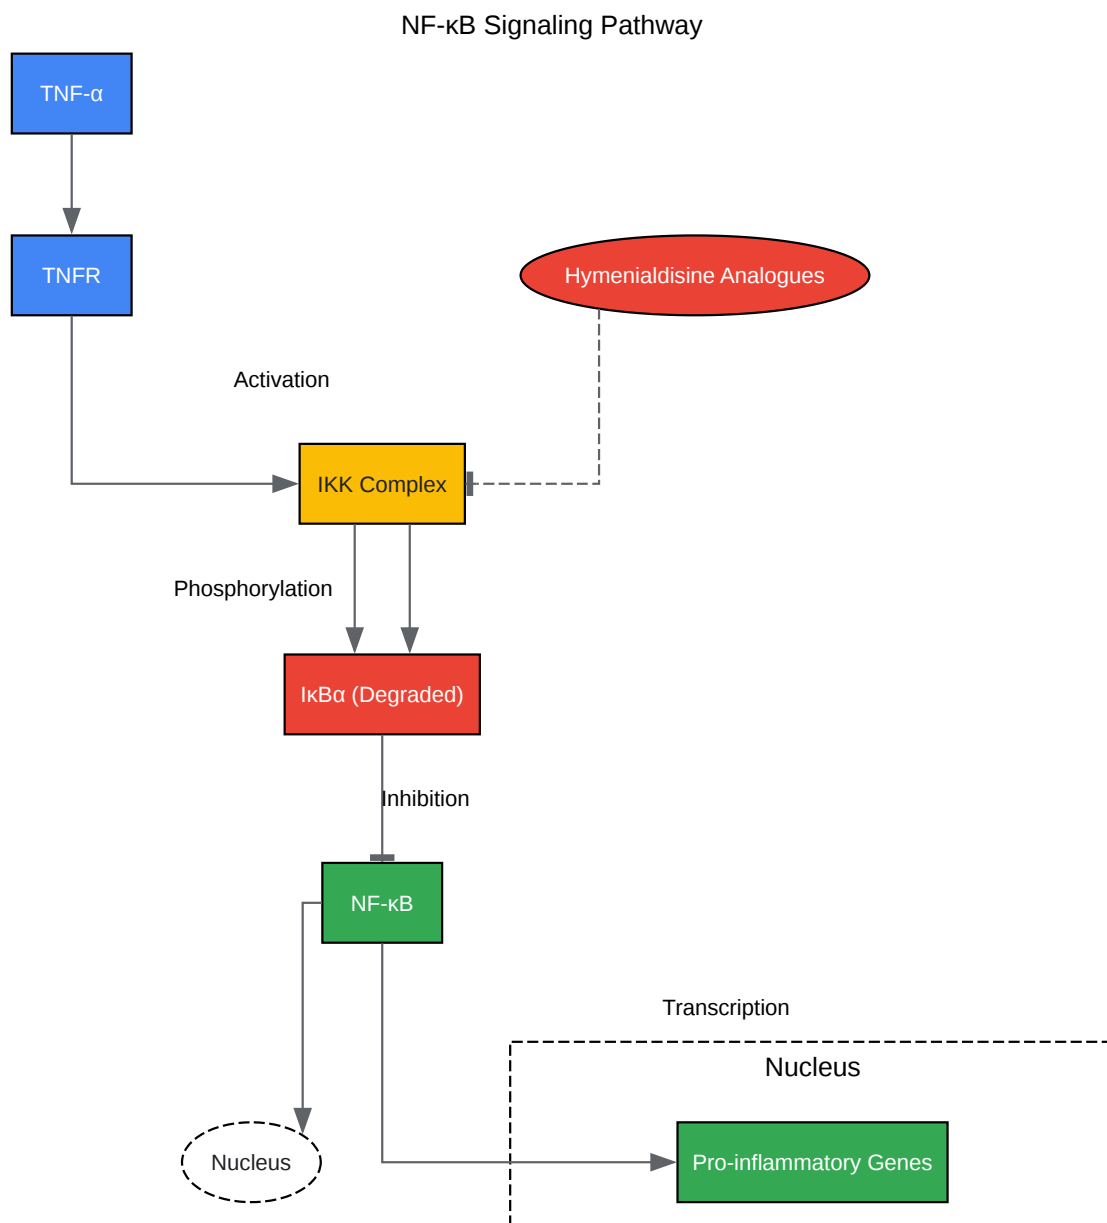 NF-κB Signaling Pathway
TNF-α
TNFR
Hymenialdisine Analogues
Activation
IKK Complex
Phosphorylation
IκBα (Degraded)
Inhibition
NF-κB
Transcription
Nucleus
Nucleus
Pro-inflammatory Genes